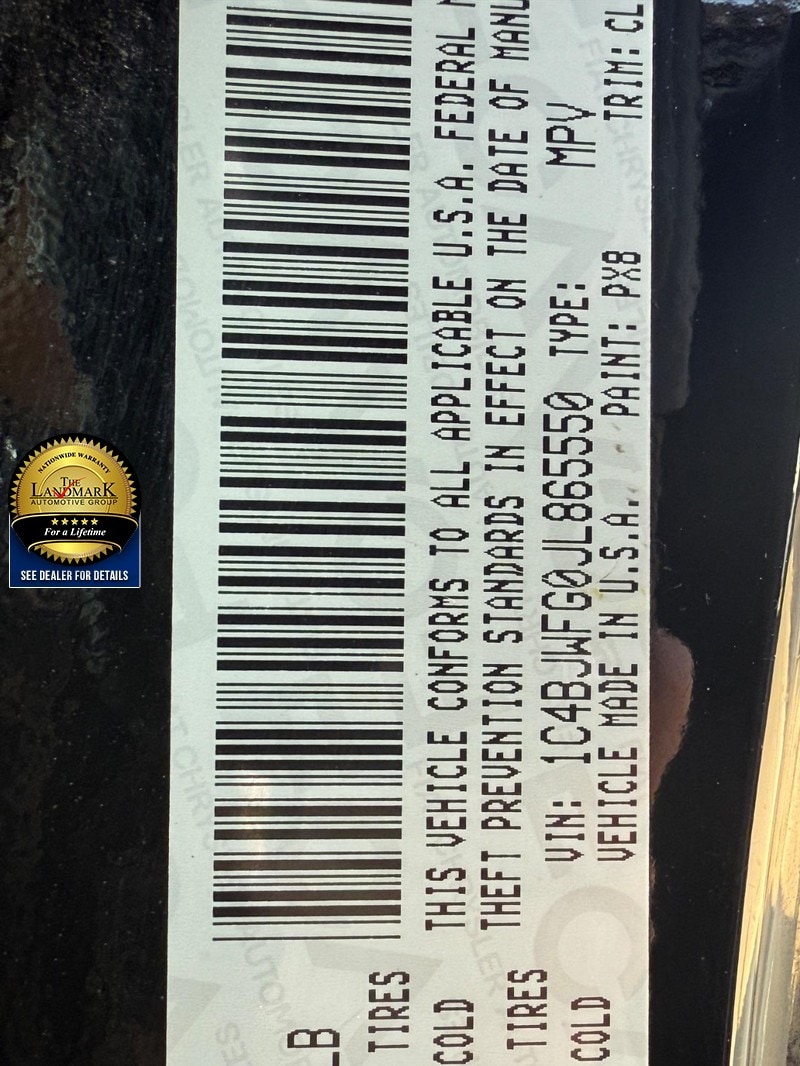 THIS VEHICLE CONFORMS TO ALL APPLICABLE U.S.A. FEDERAL
THEFT PREVENTION STANDARDS IN EFFECT ON THE DATE OF MANU
VIN: 1C4BJWFG0JL865550 TYPE: MPV
VEHICLE MADE IN U.S.A. PAINT: PX8 TRIM: CL
LB
TIRES
COLD
TIRES
COLD
NATIONWIDE WARRANTY
THE
LANDMARK
AUTOMOTIVE GROUP
For a Lifetime
SEE DEALER FOR DETAILS